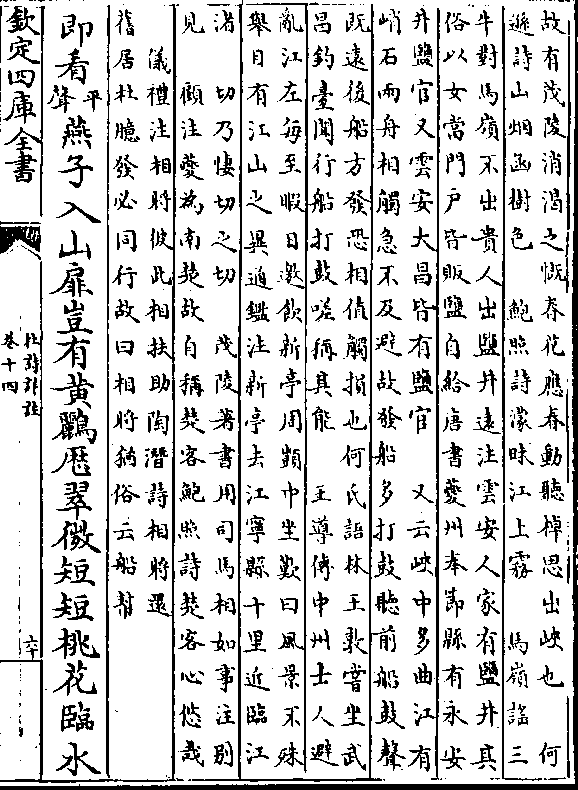 故有茂陵消渴之慨春花應春動聽棹思出峽也　何
遜詩山烟函樹色　鮑照詩濛昧江上霧　馬嶺謡三
牛對馬嶺不出貴人出鹽井遠注雲安人家有鹽井其
俗以女當門戸皆販鹽自給唐書夔州奉節縣有永安
井鹽官又雲安大昌皆有鹽官　又云峽中多曲江有
峭石而舟相觸急不及避故發船多打鼓聽前船鼓聲
既遠後船方發恐相値觸損也何氏語林王敦嘗坐武
昌釣臺聞行船打鼓嗟稱其能　王導傳中州士人避
亂江左每至暇日邀飲新亭周顗中坐歎曰風景不殊
舉目有江山之異通鑑注新亭去江寧縣十里近臨江
渚　切乃悽切之切　茂陵著書用司馬相如事注别
見　顧注夔為南楚故自稱楚客鮑照詩楚客心悠哉
　儀禮注相將彼此相扶助陶潛詩相將還
舊居杜臆發必同行故曰相將猶俗云船幫
即看平聲燕子入山扉豈有黄鸝歴翠微短短桃花臨水
欽定四庫全書
杜詩詳註
卷十四
六十